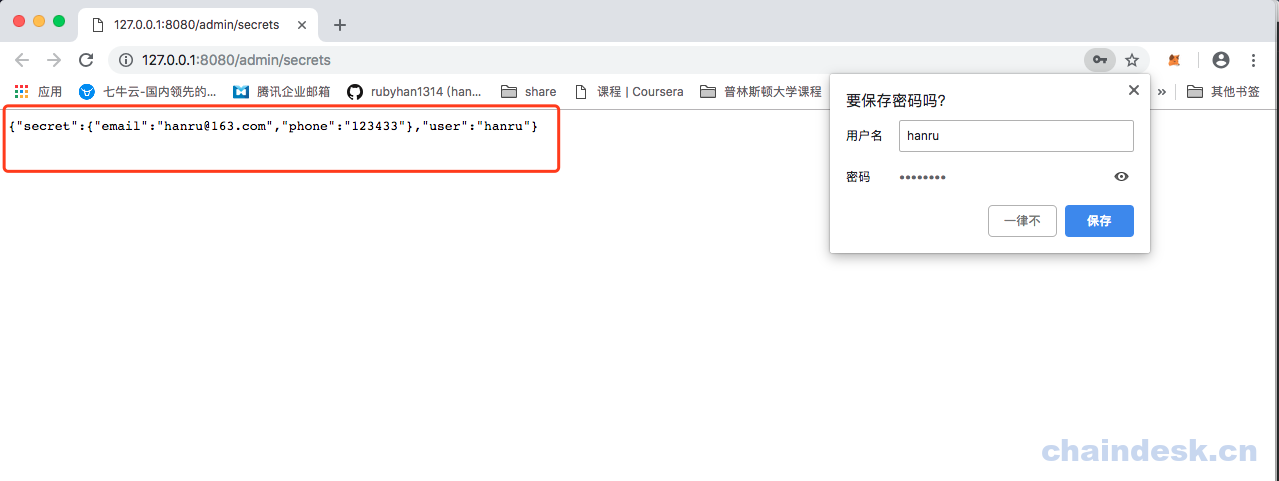 127.0.0.1:8080/admin/secrets
127.0.0.1:8080/admin/secrets
应用 七牛云-国内领先的... 腾讯企业邮箱 rubyhan1314 (han... share 课程 | Coursera 普林斯顿大学课程 » 其他书签
{"secret":{"email":"hanru@163.com","phone":"123433"},"user":"hanru"}
要保存密码吗?
用户名 hanru
密码 ••••••••
一律不 保存
chaindesk.cn